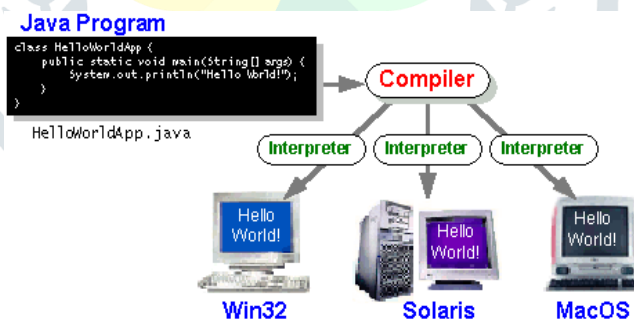 Java Program
class HelloWorldApp {
public static void main(String[] args) {
System.out.println("Hello World!");
}
}
HelloWorldApp.java
Compiler
Interpreter
Interpreter
Interpreter
Hello
World!
Hello
World!
Hello
World!
Win32
Solaris
MacOS